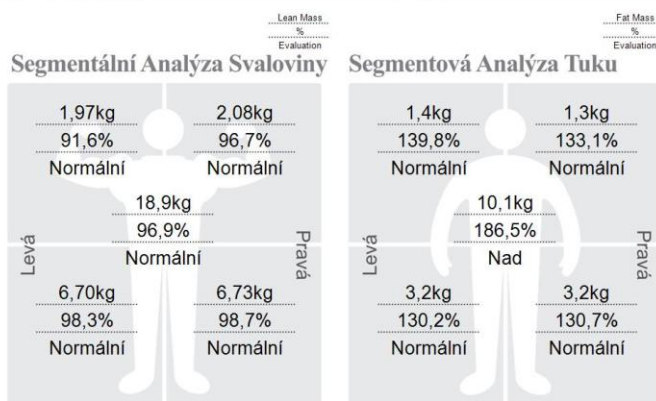 Lean Mass
%
Evaluation
Segmentální Analýza Svaloviny
1,97kg
91,6%
Normální
2,08kg
96,7%
Normální
18,9kg
96,9%
Normální
Levá
Pravá
6,70kg
98,3%
Normální
6,73kg
98,7%
Normální
Fat Mass
%
Evaluation
Segmentová Analýza Tuku
1,4kg
139,8%
Normální
1,3kg
133,1%
Normální
10,1kg
186,5%
Nad
Levá
Pravá
3,2kg
130,2%
Normální
3,2kg
130,7%
Normální